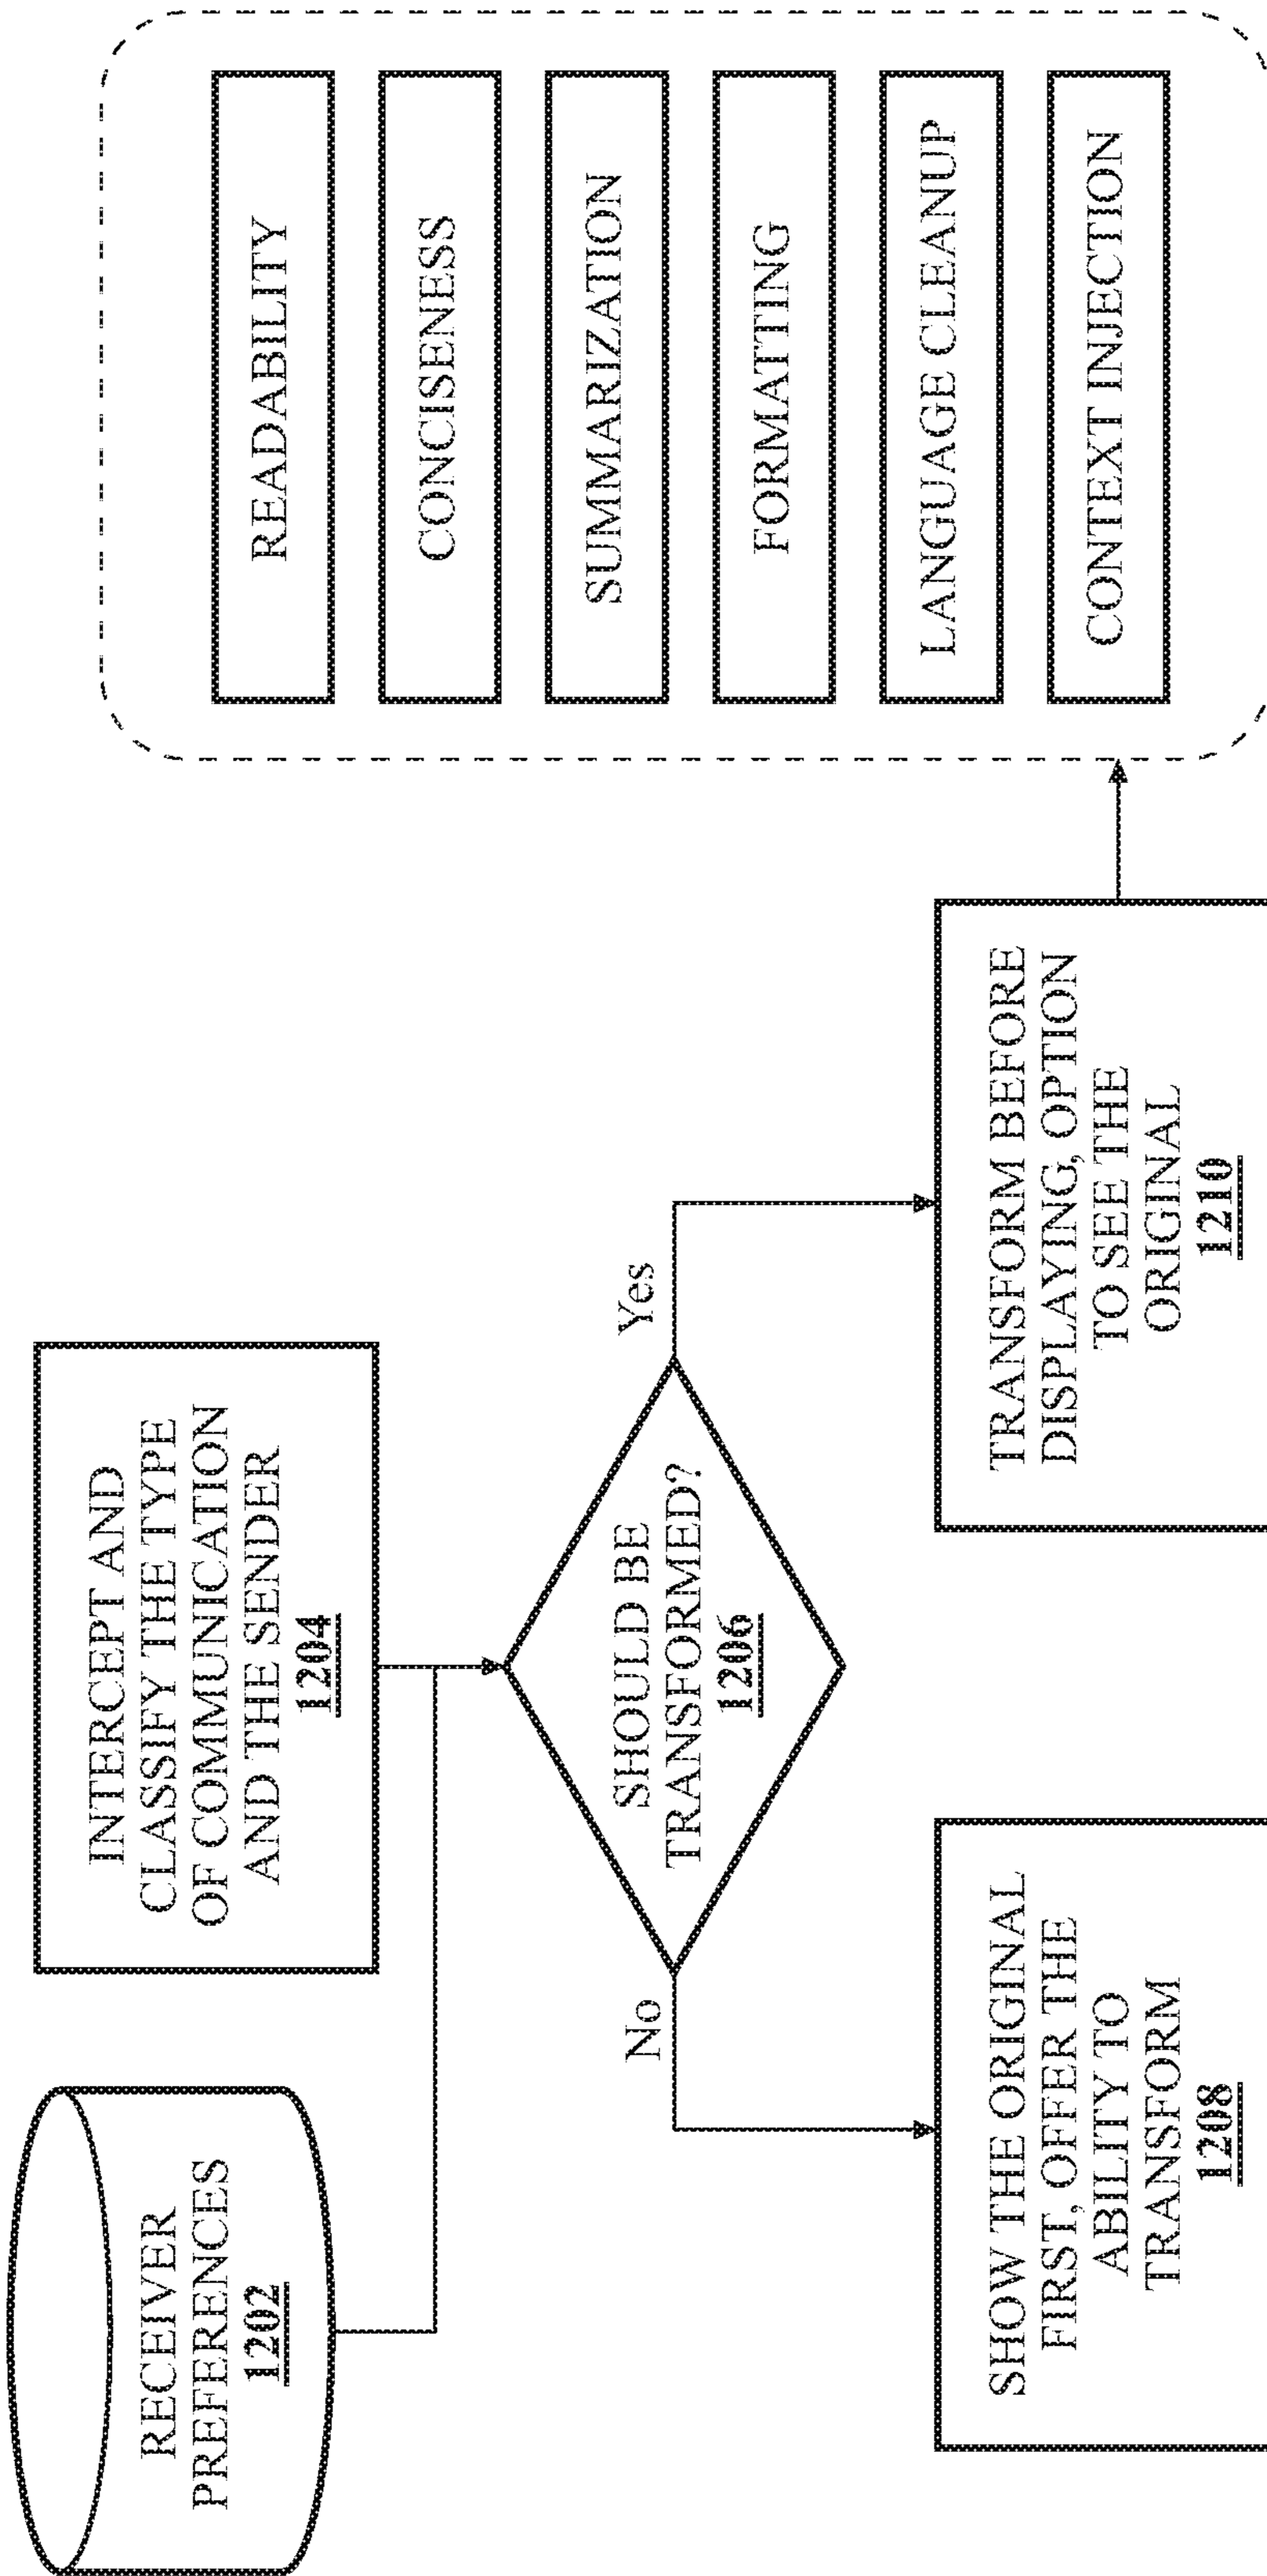 RECEIVER
PREFERENCES
1202
INTERCEPT AND
CLASSIFY THE TYPE
OF COMMUNICATION
AND THE SENDER
1204
SHOULD BE
TRANSFORMED?
1206
No
Yes
SHOW THE ORIGINAL
FIRST, OFFER THE
ABILITY TO
TRANSFORM
1208
TRANSFORM BEFORE
DISPLAYING, OPTION
TO SEE THE
ORIGINAL
1210
READABILITY
CONCISENESS
SUMMARIZATION
FORMATTING
LANGUAGE CLEANUP
CONTEXT INJECTION